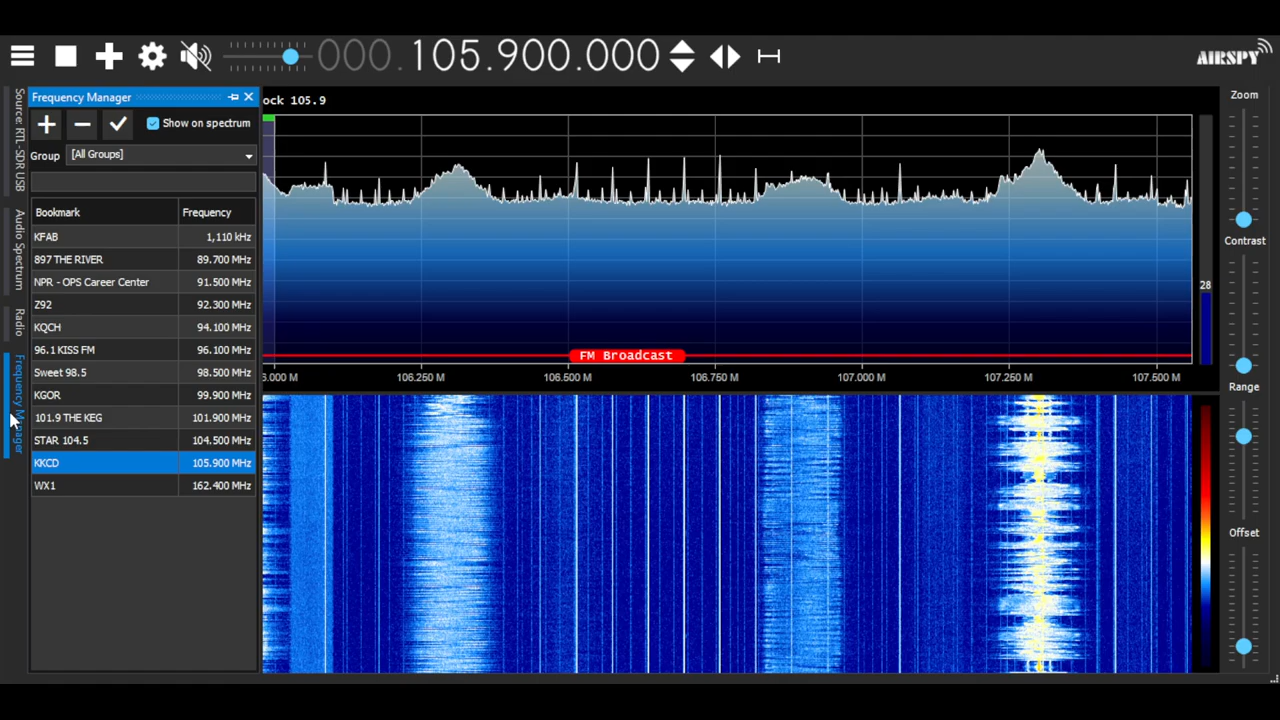 000.105.900.000
AIRSPY
Source: RTL-SDR USB
Audio Spectrum
Radio
Frequency Manager
Frequency Manager
Show on spectrum
Group [All Groups]
Bookmark Frequency
KFAB 1,110 kHz
897 THE RIVER 89.700 MHz
NPR - OPS Career Center 91.500 MHz
Z92 92.300 MHz
KQCH 94.100 MHz
96.1 KISS FM 96.100 MHz
Sweet 98.5 98.500 MHz
KGOR 99.900 MHz
101.9 THE KEG 101.900 MHz
STAR 104.5 104.500 MHz
KKCD 105.900 MHz
WX1 162.400 MHz
ock 105.9
28
FM Broadcast
6.000 M 106.250 M 106.500 M 106.750 M 107.000 M 107.250 M 107.500 M
Zoom
Contrast
Range
Offset